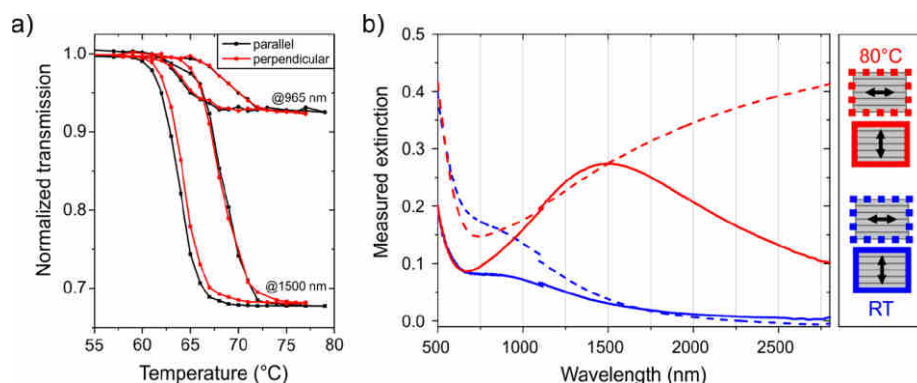 a)
parallel
perpendicular
@965 nm
@1500 nm
1.0
0.9
0.8
0.7
Normalized transmission
55 60 65 70 75 80
Temperature (°C)
b)
0.5
0.4
0.3
0.2
0.1
0.0
Measured extinction
500 1000 1500 2000 2500
Wavelength (nm)
80°C
RT